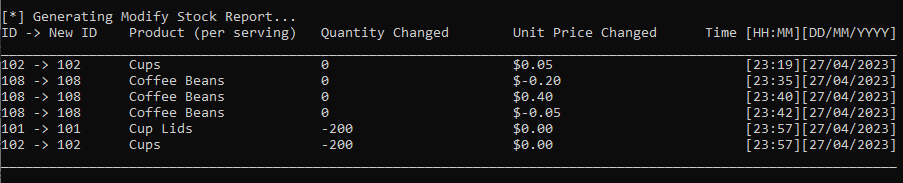 [*] Generating Modify Stock Report...
ID -> New ID    Product (per serving)   Quantity Changed        Unit Price Changed      Time [HH:MM][DD/MM/YYYY]
102 -> 102      Cups                    0                       $0.05                        [23:19][27/04/2023]
108 -> 108      Coffee Beans            0                       $-0.20                       [23:35][27/04/2023]
108 -> 108      Coffee Beans            0                       $0.40                        [23:40][27/04/2023]
108 -> 108      Coffee Beans            0                       $-0.05                       [23:42][27/04/2023]
101 -> 101      Cup Lids                -200                    $0.00                        [23:57][27/04/2023]
102 -> 102      Cups                    -200                    $0.00                        [23:57][27/04/2023]